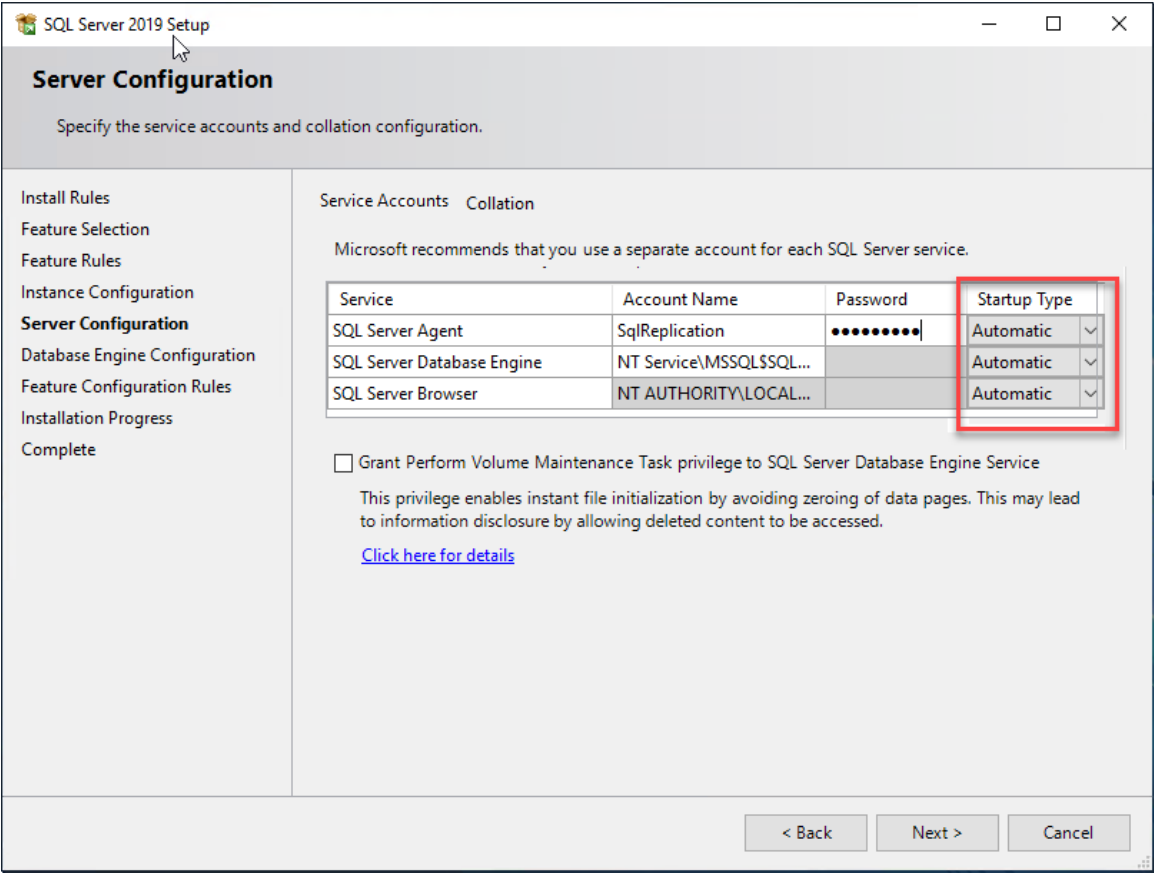 SQL Server 2019 Setup
Server Configuration
Specify the service accounts and collation configuration.
Install Rules
Feature Selection
Feature Rules
Instance Configuration
Server Configuration
Database Engine Configuration
Feature Configuration Rules
Installation Progress
Complete
Service Accounts Collation
Microsoft recommends that you use a separate account for each SQL Server service.
Service Account Name Password Startup Type
SQL Server Agent SqlReplication ●●●●●●●●● Automatic
SQL Server Database Engine NT Service\MSSQL$SQL... Automatic
SQL Server Browser NT AUTHORITY\LOCAL... Automatic
Grant Perform Volume Maintenance Task privilege to SQL Server Database Engine Service
This privilege enables instant file initialization by avoiding zeroing of data pages. This may lead
to information disclosure by allowing deleted content to be accessed.
Click here for details
< Back Next > Cancel